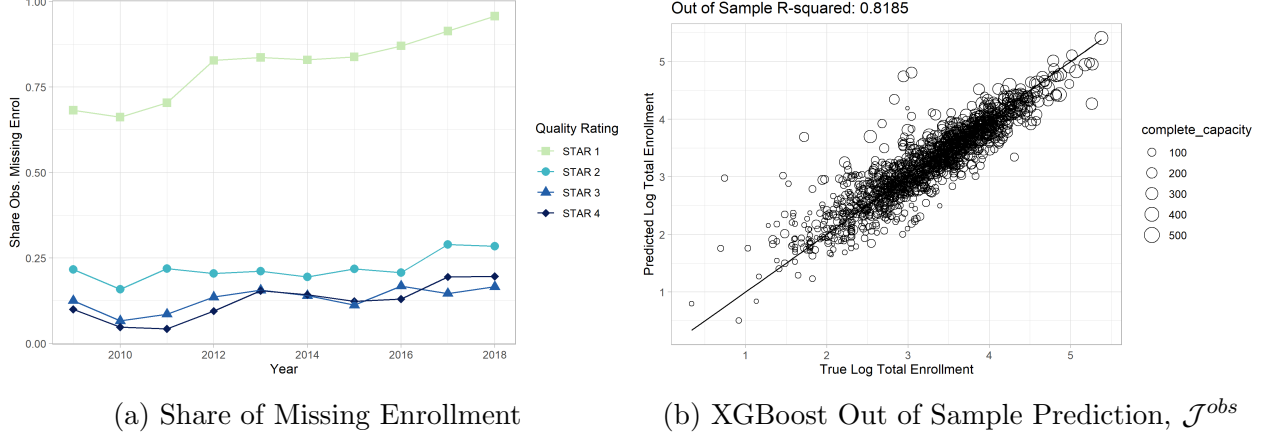 1.00
0.75
0.50
0.25
0.00
Share Obs. Missing Enrol
2010
2012
2014
2016
2018
Year
Quality Rating
STAR 1
STAR 2
STAR 3
STAR 4
(a) Share of Missing Enrollment
Out of Sample R-squared: 0.8185
5
4
3
2
1
Predicted Log Total Enrollment
1
2
3
4
5
True Log Total Enrollment
complete_capacity
100
200
300
400
500
(b) XGBoost Out of Sample Prediction, 𝒥^obs